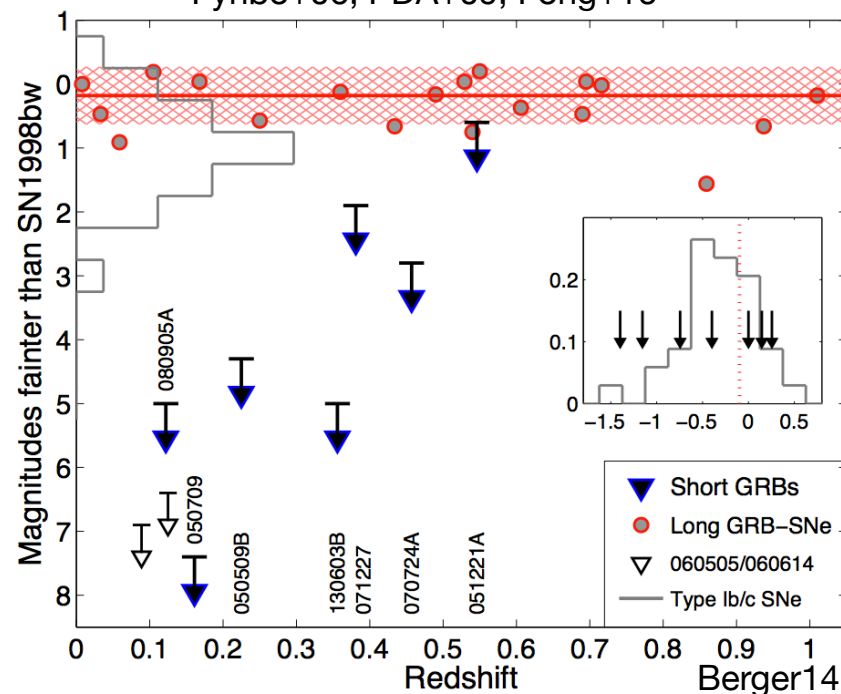 Magnitudes fainter than SN1998bw
1
0
1
2
3
4
5
6
7
8
080905A
050709
050509B
130603B
071227
070724A
051221A
0.2
0.1
0
−1.5 −1 −0.5 0 0.5
Short GRBs
Long GRB−SNe
060505/060614
Type Ib/c SNe
0 0.1 0.2 0.3 0.4 0.5 0.6 0.7 0.8 0.9 1
Redshift
Berger14